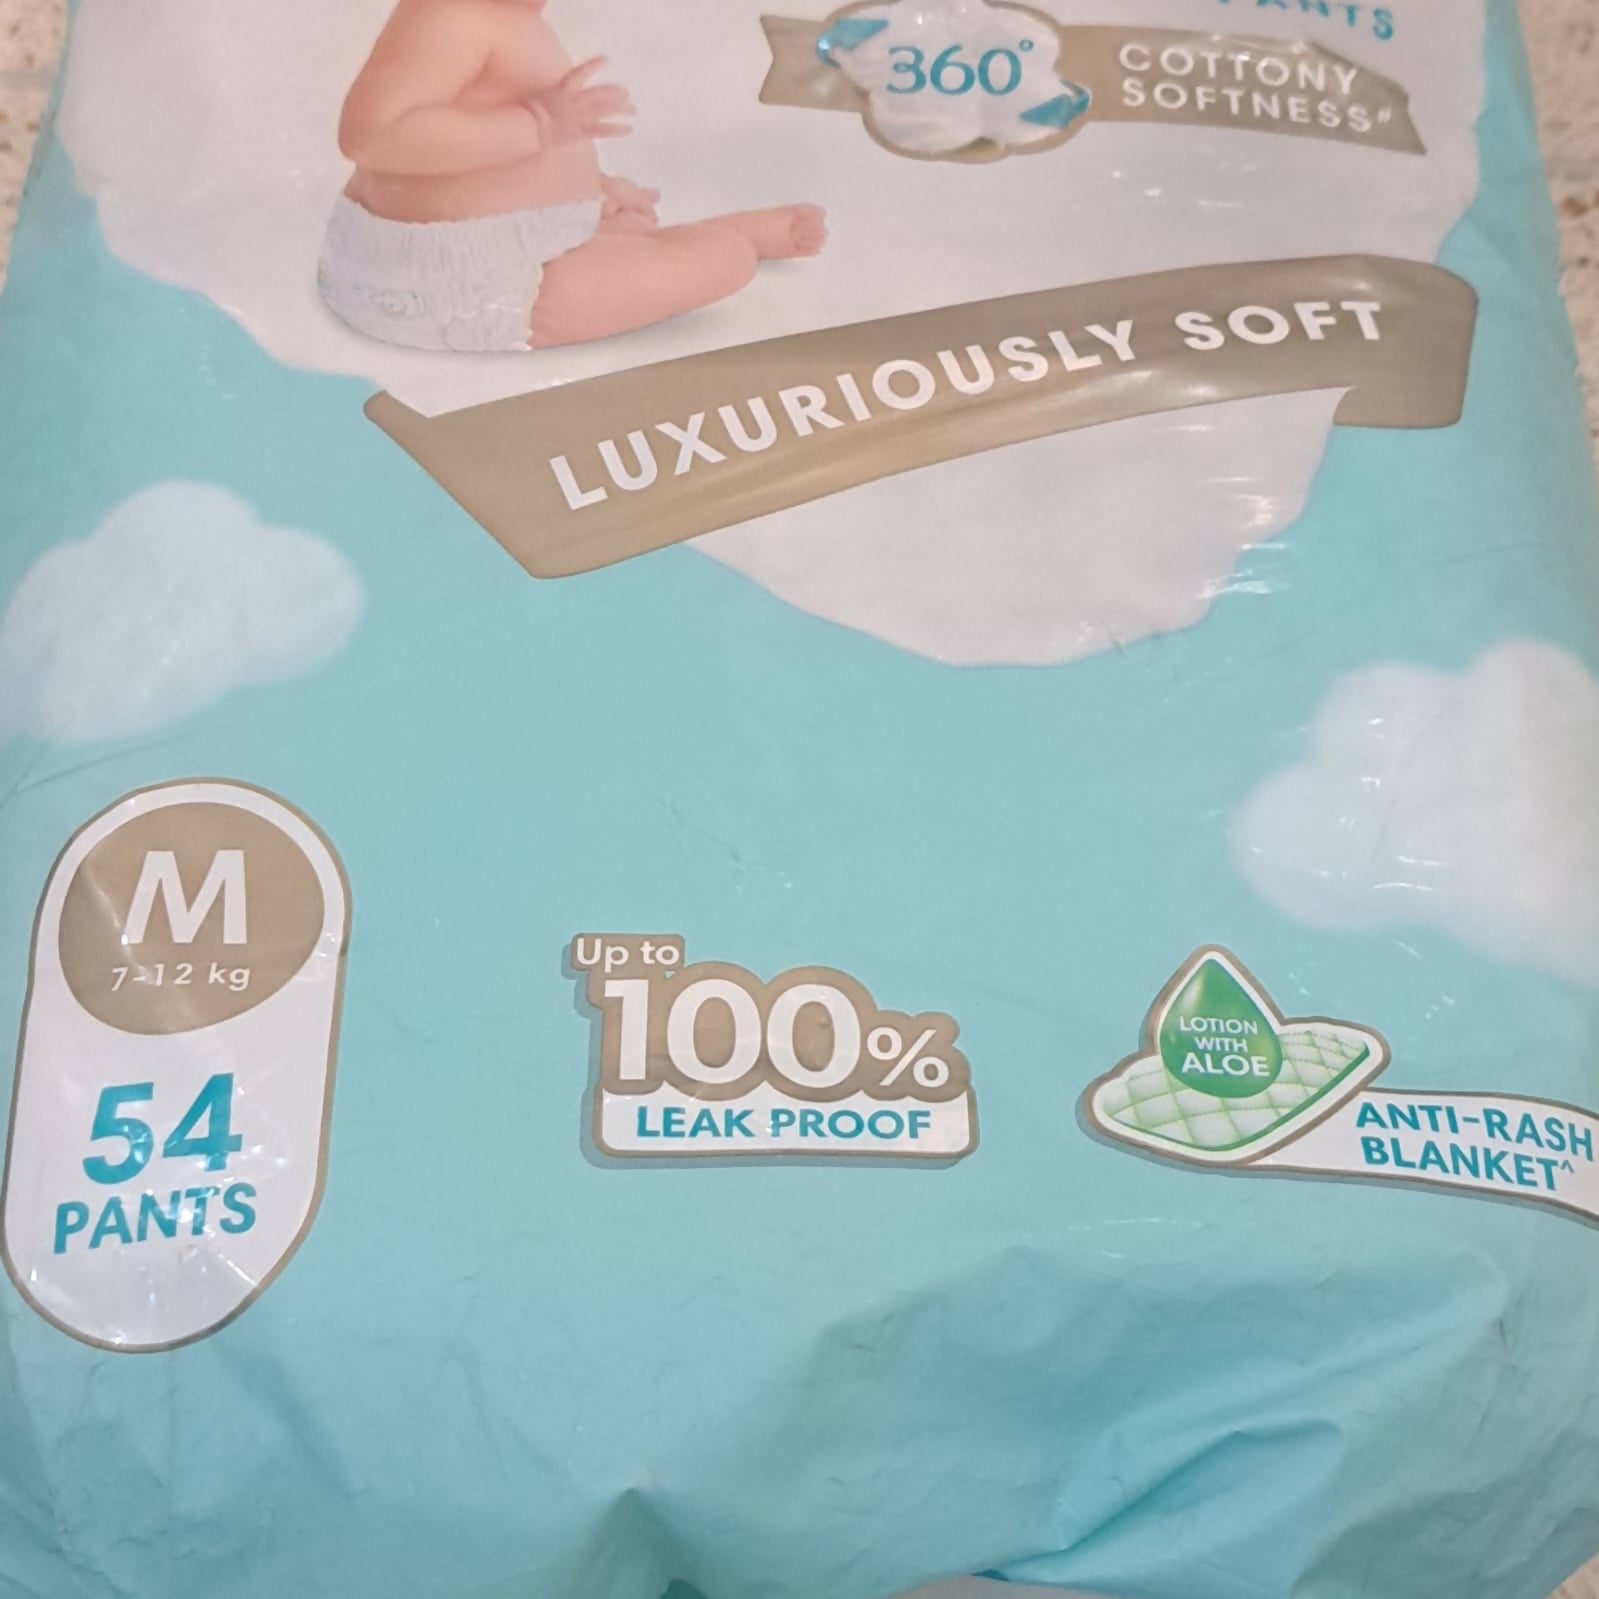 PANTS
360°
COTTONY
SOFTNESS#
LUXURIOUSLY SOFT
M
7-12 kg
54
PANTS
Up to
100%
LEAK PROOF
LOTION
WITH
ALOE
ANTI-RASH
BLANKET^